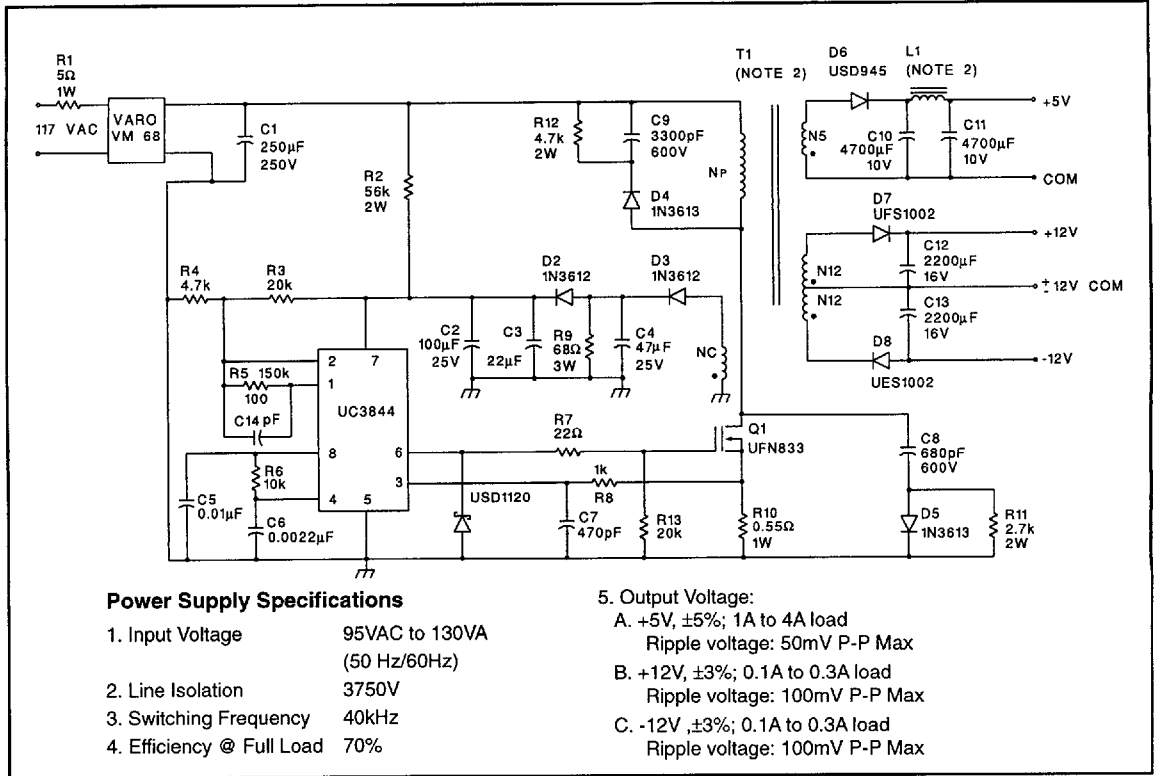 R1
5Ω
1W
117 VAC
VARO
VM 68
C1
250µF
250V
R2
56k
2W
R12
4.7k
2W
C9
3300pF
600V
D4
1N3613
NP
T1
(NOTE 2)
D6
USD945
L1
(NOTE 2)
N5
C10
4700µF
10V
C11
4700µF
10V
+5V
COM
D7
UFS1002
+12V
N12
N12
C12
2200µF
16V
± 12V COM
C13
2200µF
16V
D8
UES1002
-12V
R4
4.7k
R3
20k
D2
1N3612
D3
1N3612
C2
100µF
25V
C3
22µF
R9
68Ω
3W
C4
47µF
25V
NC
R5 150k
100
C14 pF
2
1
7
UC3844
8
4
5
6
3
R6
10k
C5
0.01µF
C6
0.0022µF
USD1120
R7
22Ω
1k
R8
C7
470pF
R13
20k
Q1
UFN833
R10
0.55Ω
1W
C8
680pF
600V
D5
1N3613
R11
2.7k
2W
Power Supply Specifications
1. Input Voltage 95VAC to 130VA
(50 Hz/60Hz)
2. Line Isolation 3750V
3. Switching Frequency 40kHz
4. Efficiency @ Full Load 70%
5. Output Voltage:
A. +5V, ±5%; 1A to 4A load
Ripple voltage: 50mV P-P Max
B. +12V, ±3%; 0.1A to 0.3A load
Ripple voltage: 100mV P-P Max
C. -12V ,±3%; 0.1A to 0.3A load
Ripple voltage: 100mV P-P Max